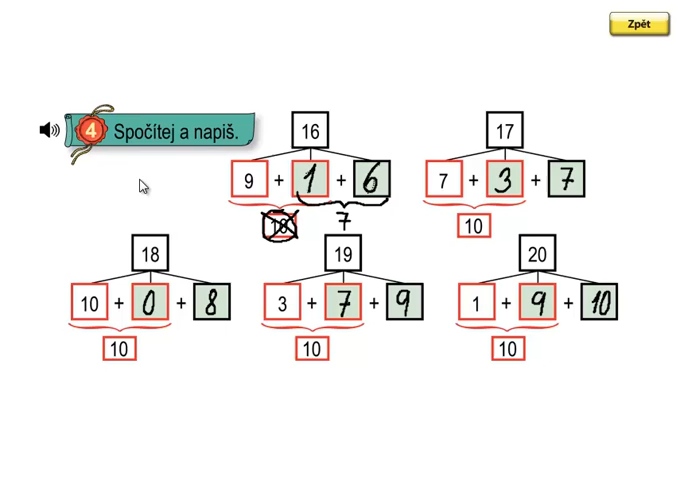 Zpět
4 Spočítej a napiš.
16
9 + 1 + 6
10 7
17
7 + 3 + 7
10
18
10 + 0 + 8
10
19
3 + 7 + 9
10
20
1 + 9 + 10
10